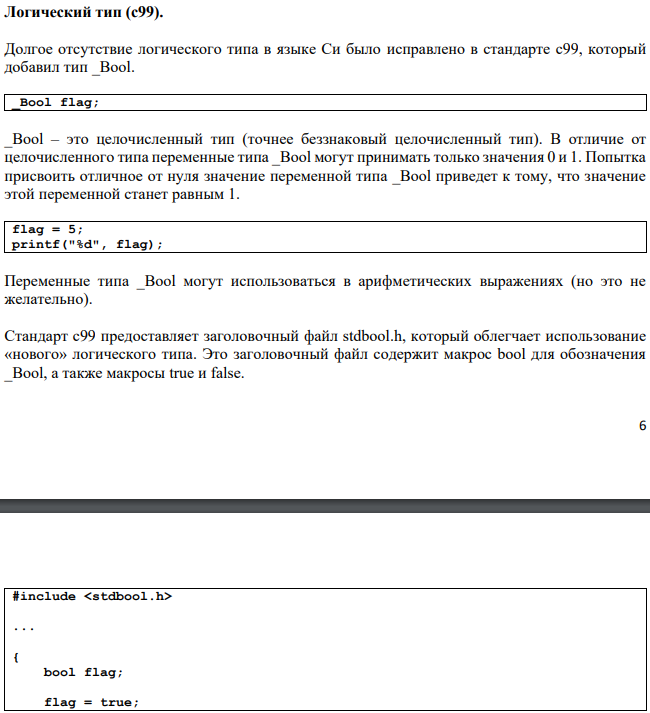 Логический тип (c99).
Долгое отсутствие логического типа в языке Си было исправлено в стандарте c99, который
добавил тип _Bool.
_Bool flag;
_Bool – это целочисленный тип (точнее беззнаковый целочисленный тип). В отличие от
целочисленного типа переменные типа _Bool могут принимать только значения 0 и 1. Попытка
присвоить отличное от нуля значение переменной типа _Bool приведет к тому, что значение
этой переменной станет равным 1.
flag = 5;
printf("%d", flag);
Переменные типа _Bool могут использоваться в арифметических выражениях (но это не
желательно).
Стандарт c99 предоставляет заголовочный файл stdbool.h, который облегчает использование
«нового» логического типа. Это заголовочный файл содержит макрос bool для обозначения
_Bool, а также макросы true и false.
6
#include <stdbool.h>
...
{
bool flag;
flag = true;